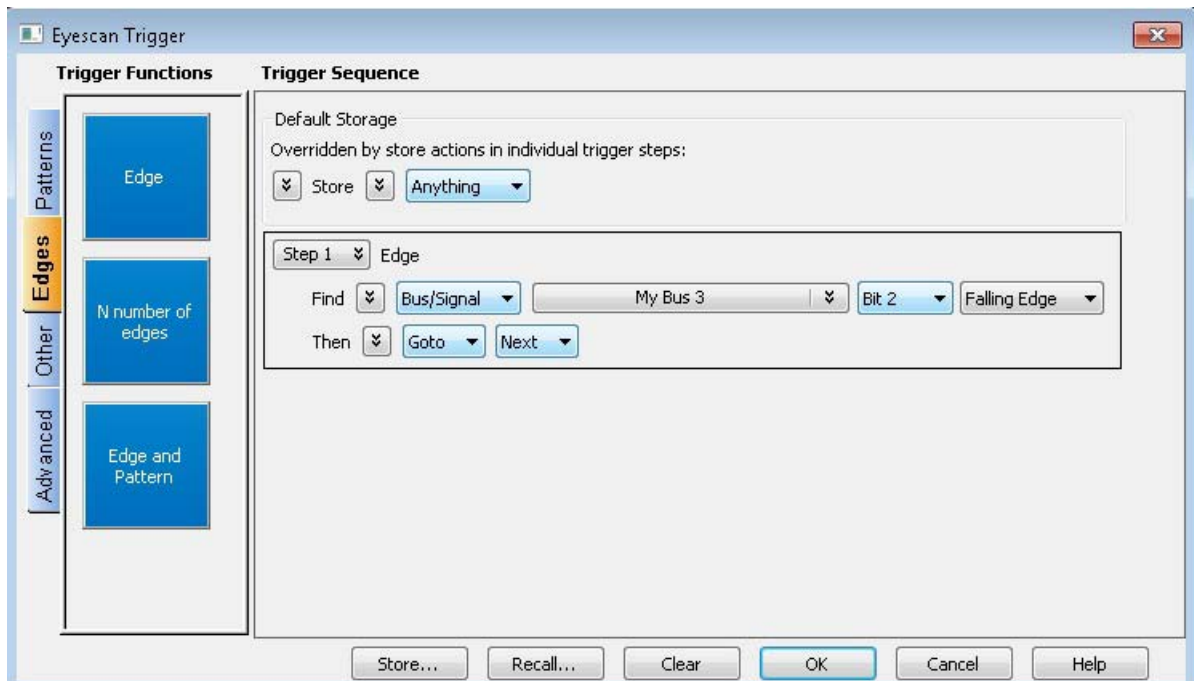 Eyescan Trigger
Trigger Functions
Trigger Sequence
Patterns
Edges
Other
Advanced
Edge
N number of
edges
Edge and
Pattern
Default Storage
Overridden by store actions in individual trigger steps:
Store Anything
Step 1 Edge
Find Bus/Signal My Bus 3 Bit 2 Falling Edge
Then Goto Next
Store... Recall... Clear OK Cancel Help